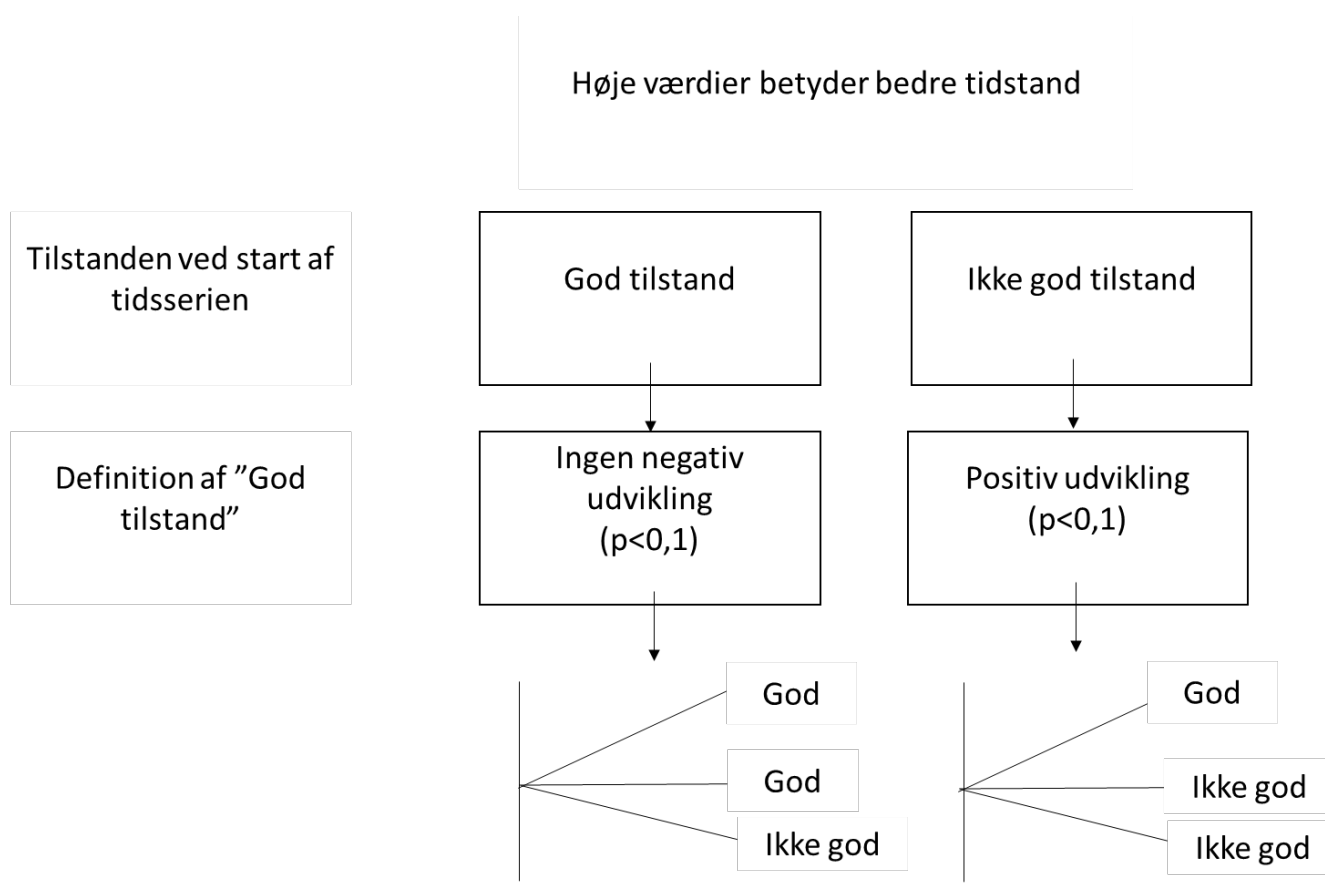 Høje værdier betyder bedre tidstand
Tilstanden ved start af
tidsserien
God tilstand
Ikke god tilstand
Definition af ”God
tilstand”
Ingen negativ
udvikling
(p<0,1)
Positiv udvikling
(p<0,1)
God
God
Ikke god
God
Ikke god
Ikke god